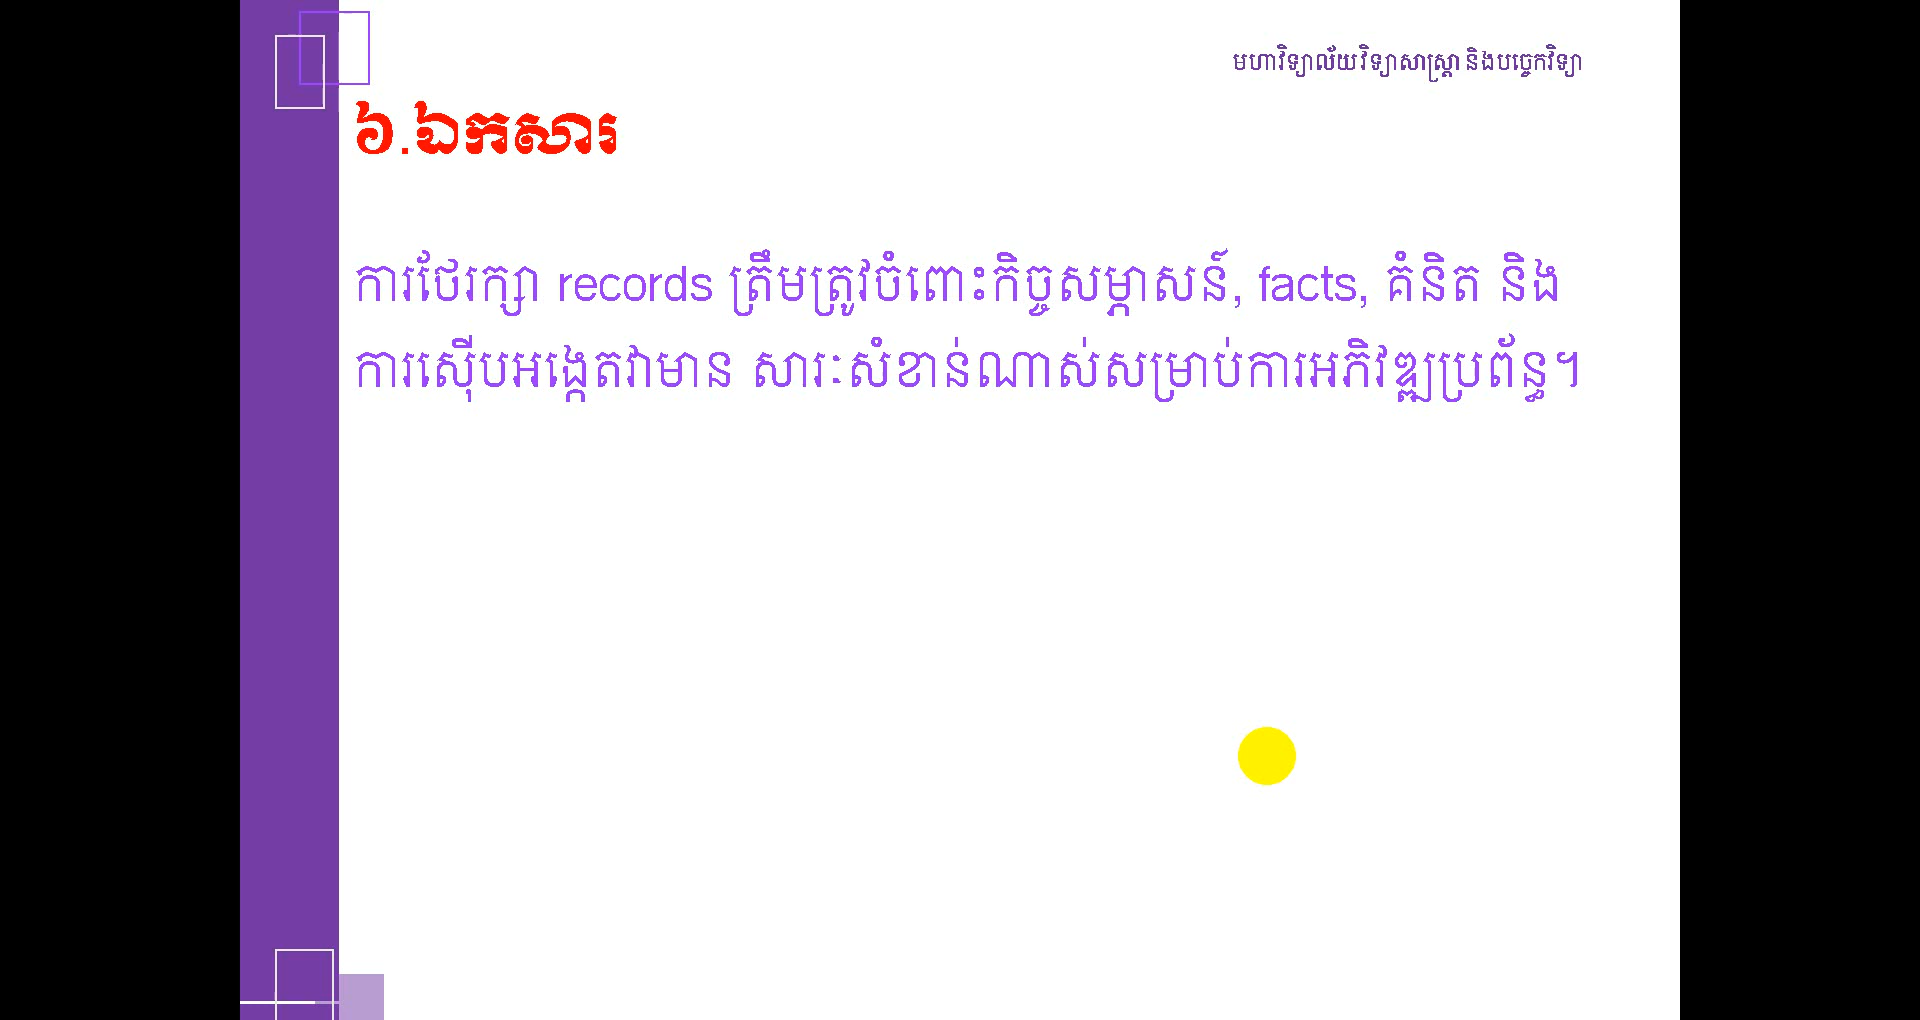 មហាវិទ្យាល័យវិទ្យាសាស្ត្រា និងបច្ចេកវិទ្យា
៦.ឯកសារ
ការថែរក្សា records ត្រឹមត្រូវចំពោះកិច្ចសម្ភាសន៍, facts, គំនិត និង
ការស៊ើបអង្កេតវាមាន សារៈសំខាន់ណាស់សម្រាប់ការអភិវឌ្ឍប្រព័ន្ធ។